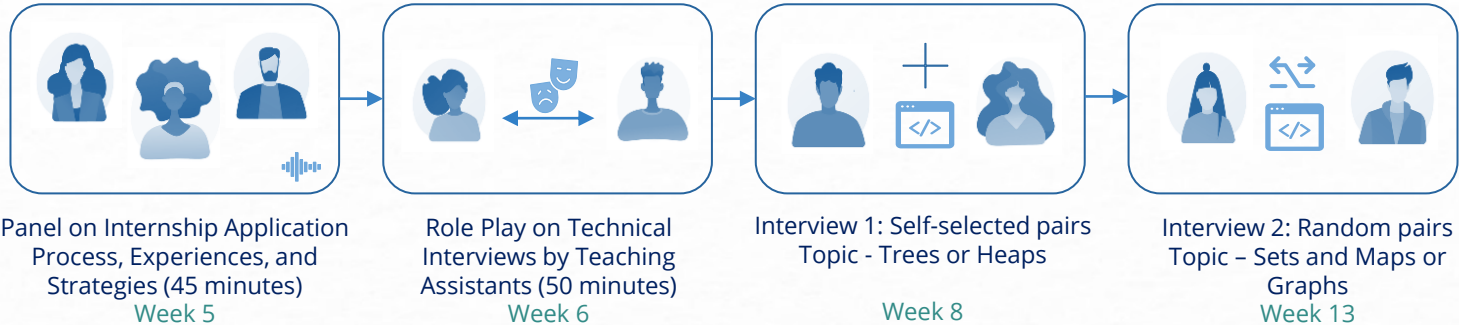 Panel on Internship Application
Process, Experiences, and
Strategies (45 minutes)
Week 5
Role Play on Technical
Interviews by Teaching
Assistants (50 minutes)
Week 6
</>
Interview 1: Self-selected pairs
Topic - Trees or Heaps
Week 8
</>
Interview 2: Random pairs
Topic – Sets and Maps or
Graphs
Week 13